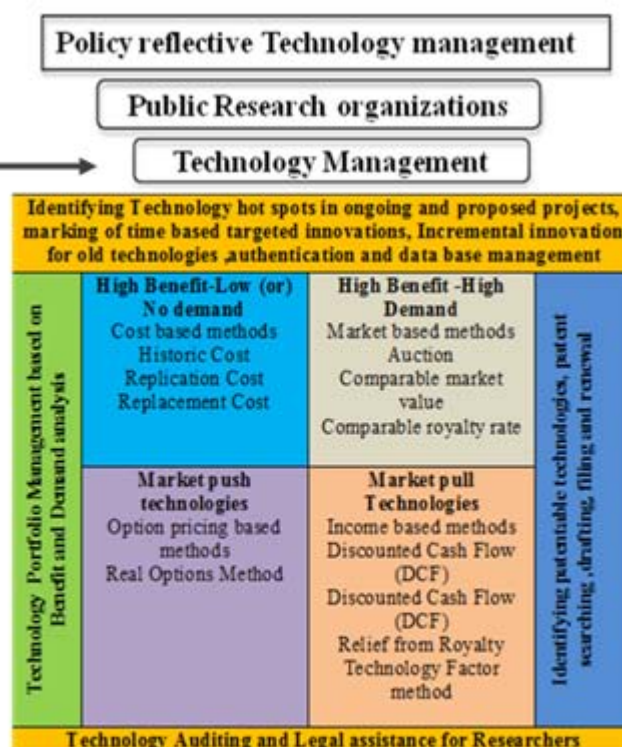 Policy reflective Technology management
Public Research organizations
Technology Management
Identifying Technology hot spots in ongoing and proposed projects,
marking of time based targeted innovations, Incremental innovation
for old technologies ,authentication and data base management
Technology Portfolio Management based on
Benefit and Demand analysis
High Benefit-Low (or)
No demand
Cost based methods
Historic Cost
Replication Cost
Replacement Cost
High Benefit -High
Demand
Market based methods
Auction
Comparable market
value
Comparable royalty rate
Market push
technologies
Option pricing based
methods
Real Options Method
Market pull
Technologies
Income based methods
Discounted Cash Flow
(DCF)
Discounted Cash Flow
(DCF)
Relief from Royalty
Technology Factor
method
Identifying patentable technologies, patent
searching ,drafting, filing and renewal
Technology Auditing and Legal assistance for Researchers